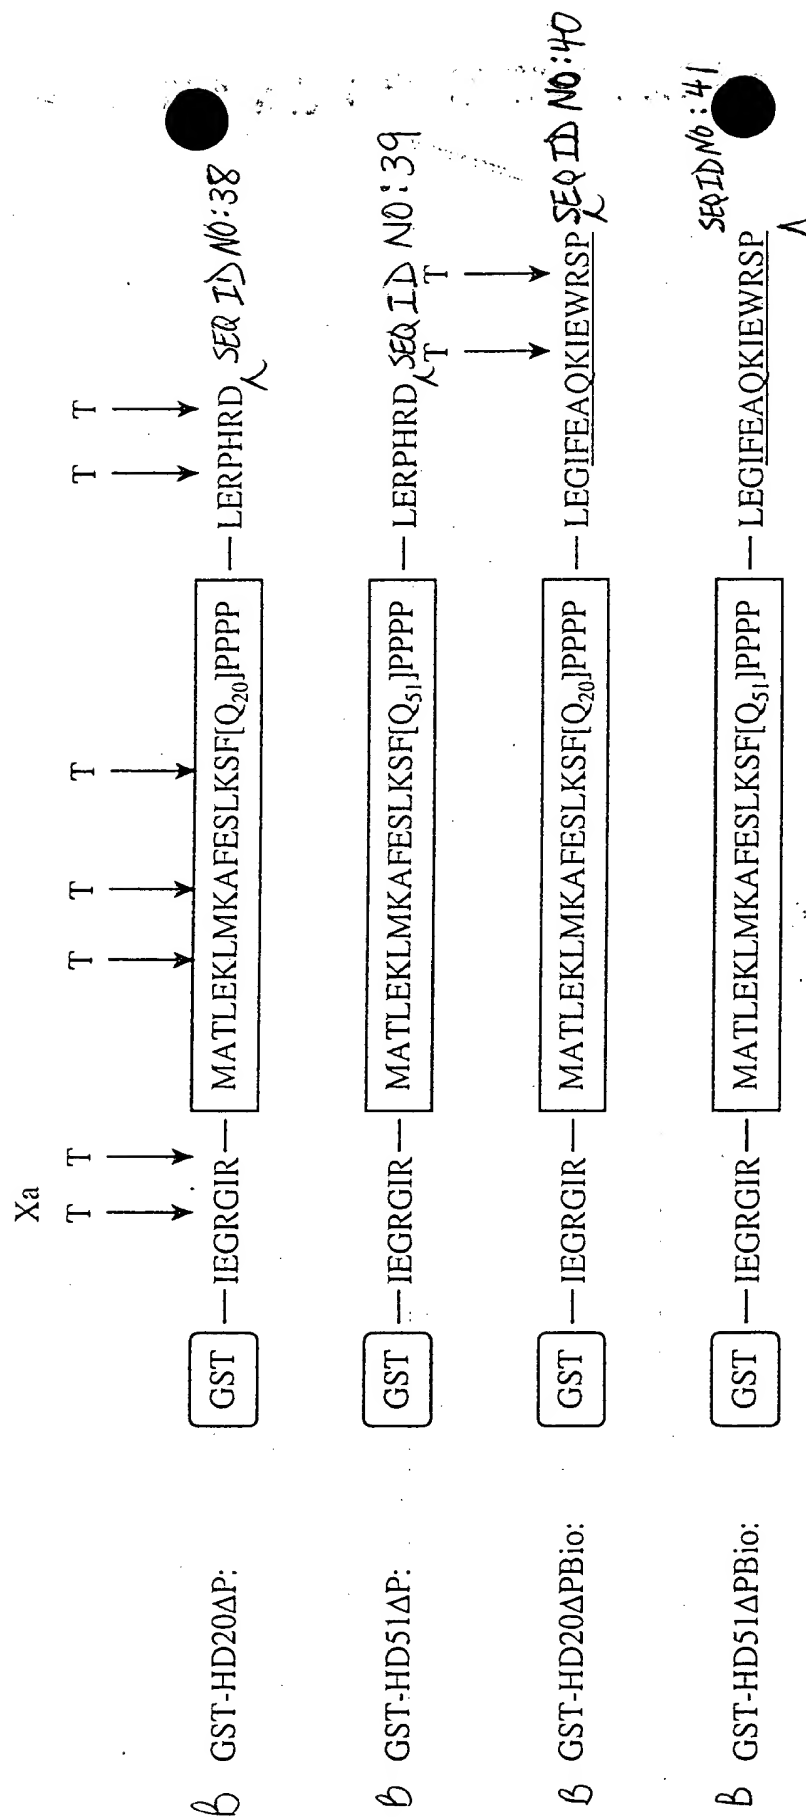 Xa
T T T T T T T
B GST-HD20ΔP: GST — IEGRGIR — MATLEKLMKAFESLKSF[Q20]PPPP — LERPHRD SEQ ID NO:38
B GST-HD51ΔP: GST — IEGRGIR — MATLEKLMKAFESLKSF[Q51]PPPP — LERPHRD SEQ ID NO:39
T T
B GST-HD20ΔPBio: GST — IEGRGIR — MATLEKLMKAFESLKSF[Q20]PPPP — LEGIFEAQKIEWRSP SEQ ID NO:40
B GST-HD51ΔPBio: GST — IEGRGIR — MATLEKLMKAFESLKSF[Q51]PPPP — LEGIFEAQKIEWRSP SEQ ID NO:41